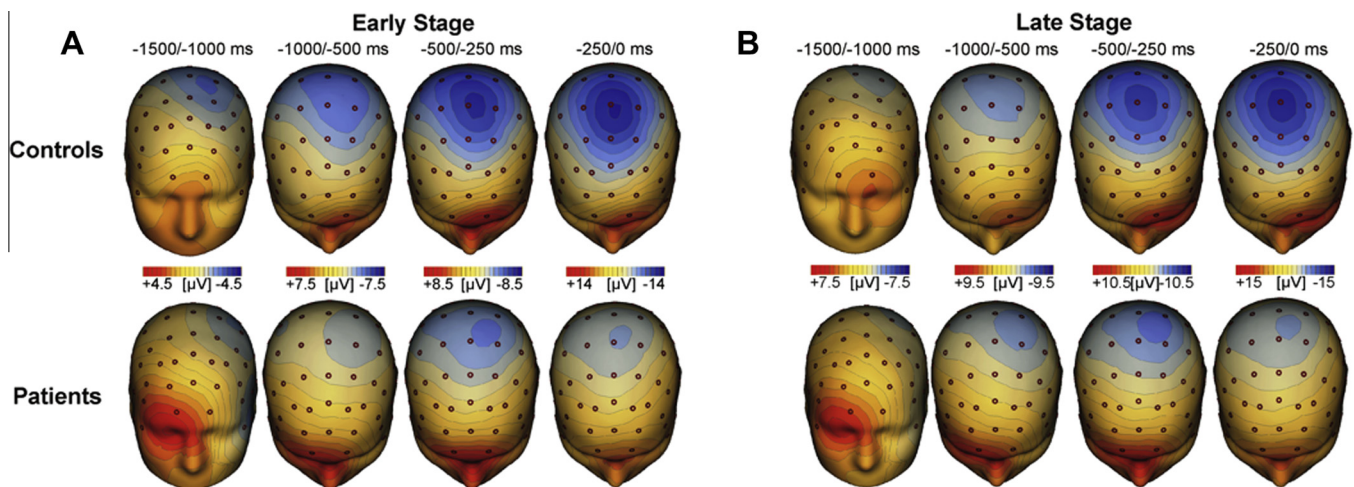 A
Early Stage
-1500/-1000 ms
-1000/-500 ms
-500/-250 ms
-250/0 ms
B
Late Stage
-1500/-1000 ms
-1000/-500 ms
-500/-250 ms
-250/0 ms
Controls
+4.5 [µV] -4.5
+7.5 [µV] -7.5
+8.5 [µV] -8.5
+14 [µV] -14
+7.5 [µV] -7.5
+9.5 [µV] -9.5
+10.5[µV]-10.5
+15 [µV] -15
Patients